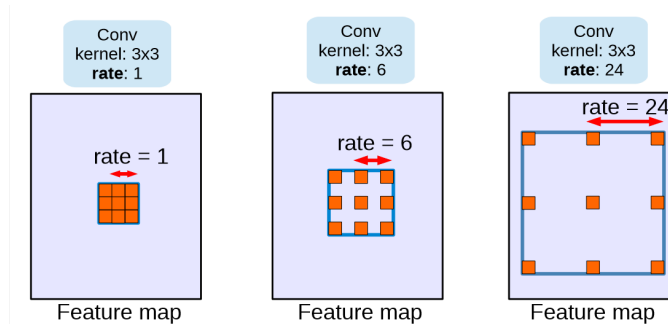 Conv
kernel: 3x3
rate: 1
Conv
kernel: 3x3
rate: 6
Conv
kernel: 3x3
rate: 24
rate = 1
rate = 6
rate = 24
Feature map
Feature map
Feature map